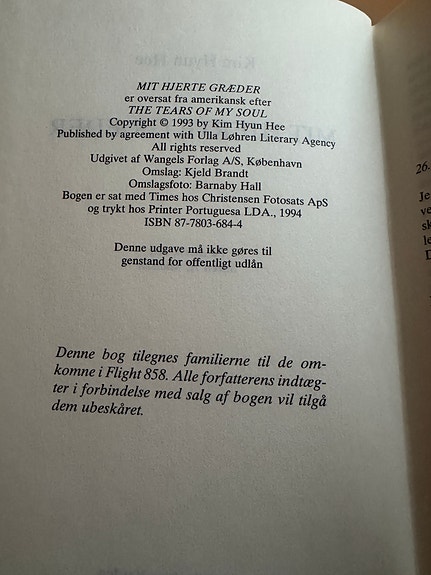 MIT HJERTE GRÆDER
er oversat fra amerikansk efter
THE TEARS OF MY SOUL
Copyright © 1993 by Kim Hyun Hee
Published by agreement with Ulla Løhren Literary Agency
All rights reserved
Udgivet af Wangels Forlag A/S, København
Omslag: Kjeld Brandt
Omslagsfoto: Barnaby Hall
Bogen er sat med Times hos Christensen Fotosats ApS
og trykt hos Printer Portuguesa LDA., 1994
ISBN 87-7803-684-4
Denne udgave må ikke gøres til
genstand for offentligt udlån
Denne bog tilegnes familierne til de om-
komne i Flight 858. Alle forfatterens indtæg-
ter i forbindelse med salg af bogen vil tilgå
dem ubeskåret.
26.